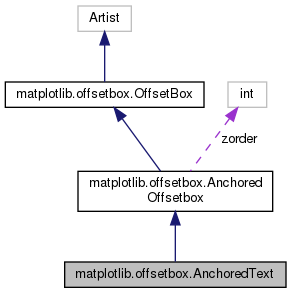 Artist
matplotlib.offsetbox.OffsetBox
int
zorder
matplotlib.offsetbox.Anchored
Offsetbox
matplotlib.offsetbox.AnchoredText